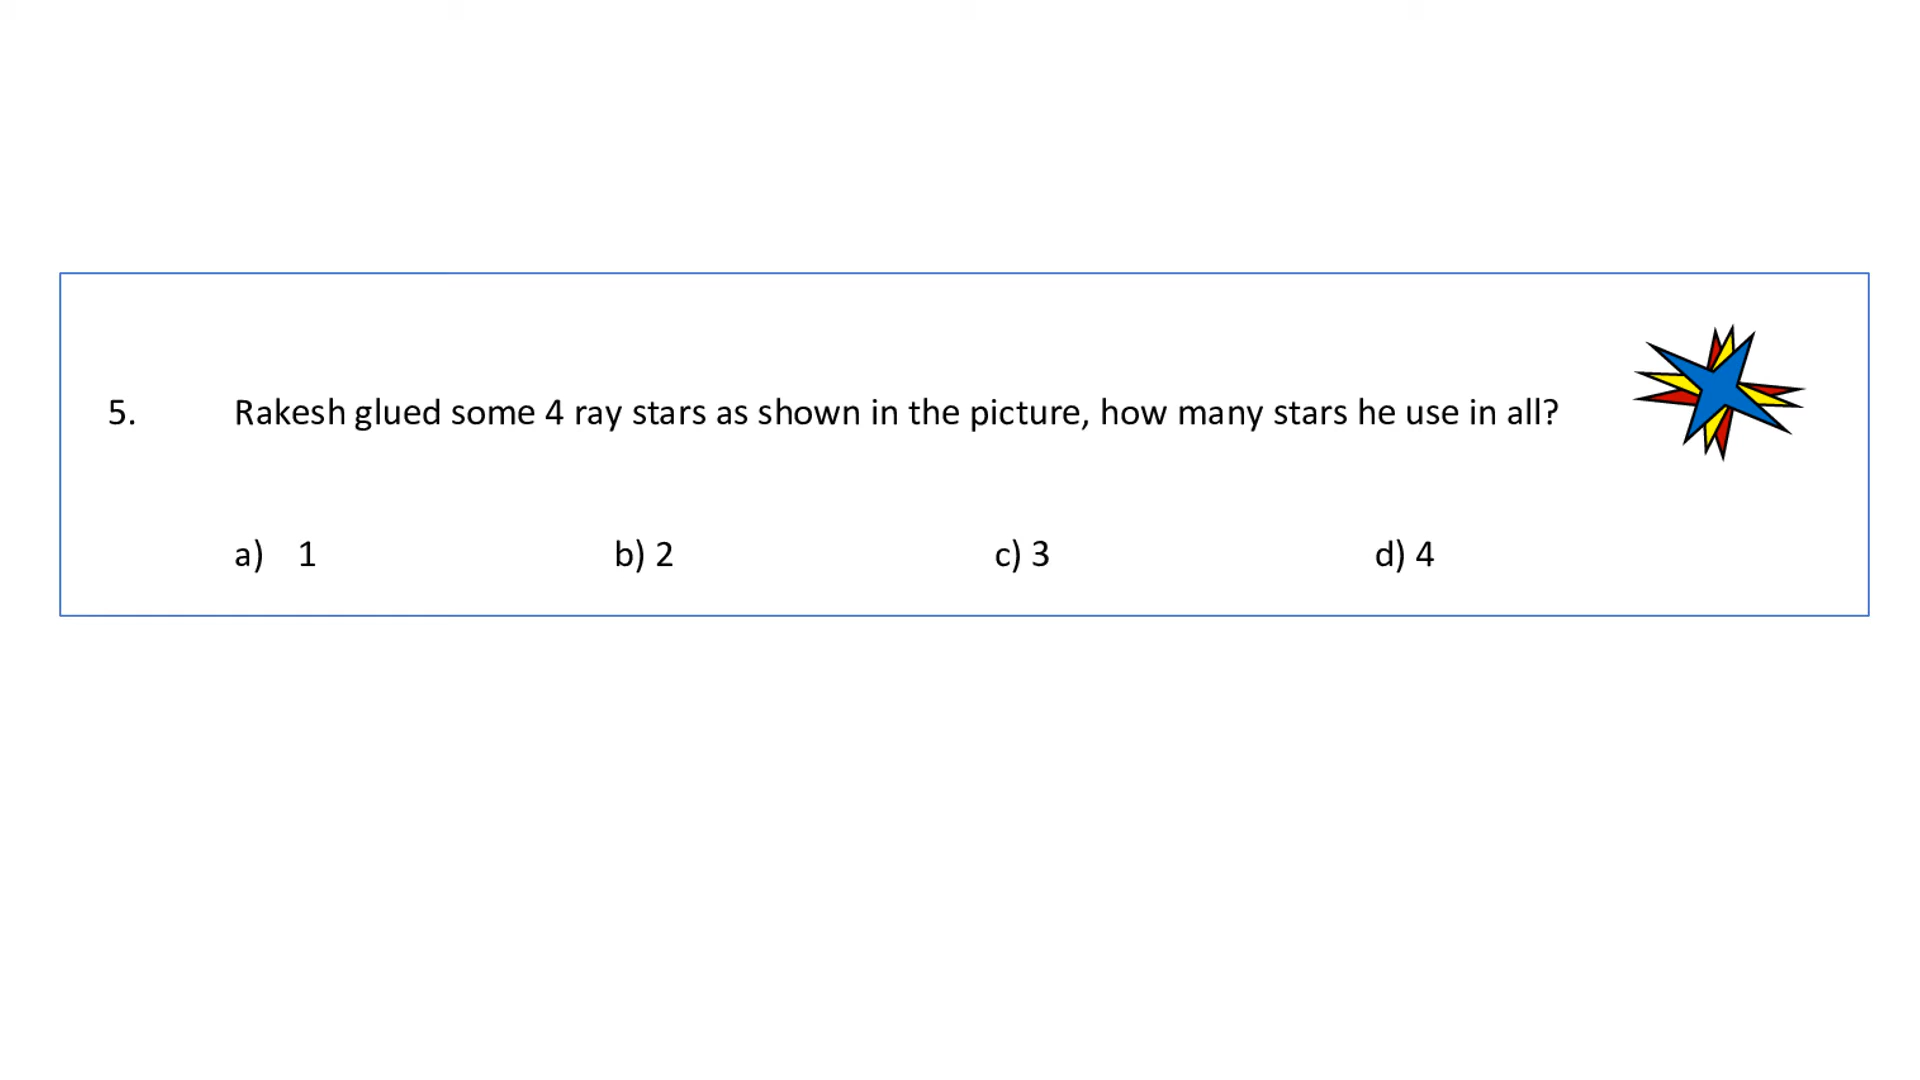 5. Rakesh glued some 4 ray stars as shown in the picture, how many stars he use in all?
a) 1 b) 2 c) 3 d) 4